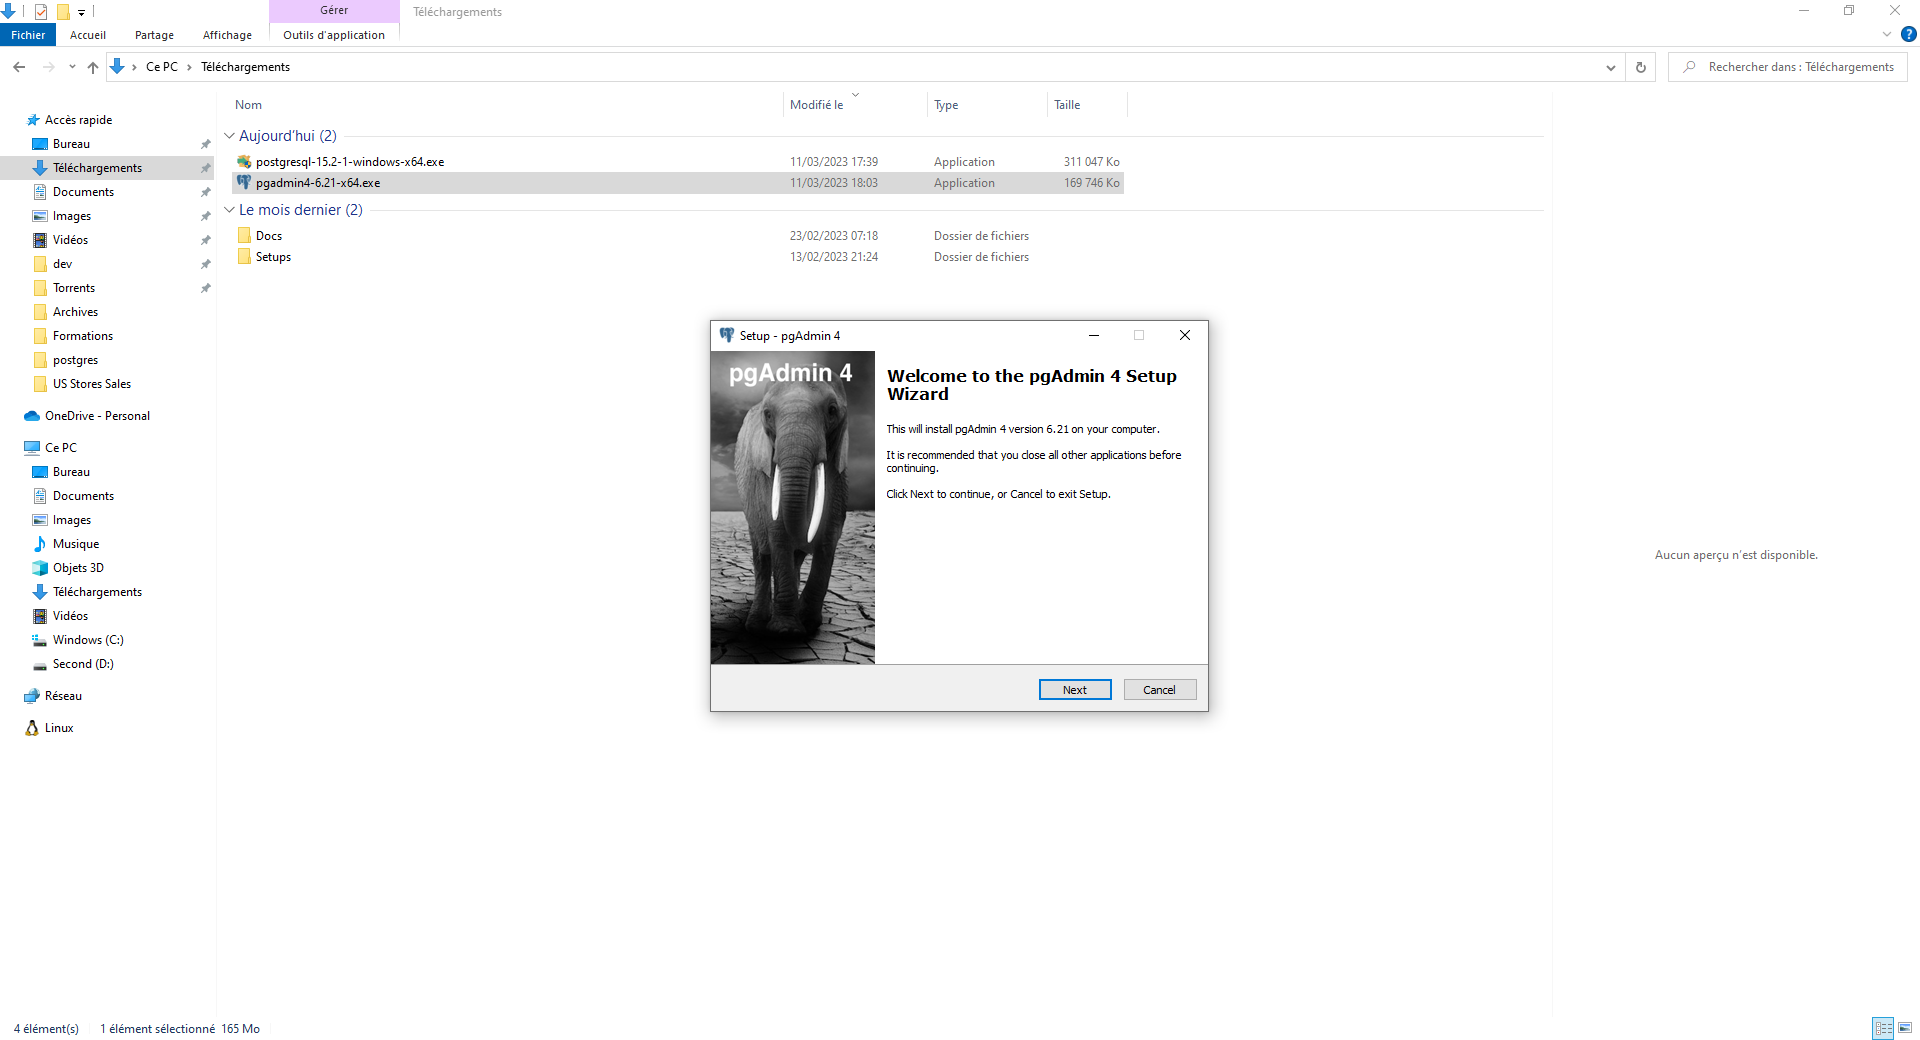 Gérer
Téléchargements
Fichier
Accueil
Partage
Affichage
Outils d'application
Ce PC
Téléchargements
Rechercher dans : Téléchargements
Nom
Modifié le
Type
Taille
Accès rapide
Bureau
Téléchargements
Documents
Images
Vidéos
dev
Torrents
Archives
Formations
postgres
US Stores Sales
OneDrive - Personal
Ce PC
Bureau
Documents
Images
Musique
Objets 3D
Téléchargements
Vidéos
Windows (C:)
Second (D:)
Réseau
Linux
Aujourd'hui (2)
postgresql-15.2-1-windows-x64.exe 11/03/2023 17:39 Application 311 047 Ko
pgadmin4-6.21-x64.exe 11/03/2023 18:03 Application 169 746 Ko
Le mois dernier (2)
Docs 23/02/2023 07:18 Dossier de fichiers
Setups 13/02/2023 21:24 Dossier de fichiers
Setup - pgAdmin 4
pgAdmin 4
Welcome to the pgAdmin 4 Setup
Wizard
This will install pgAdmin 4 version 6.21 on your computer.
It is recommended that you close all other applications before
continuing.
Click Next to continue, or Cancel to exit Setup.
Next
Cancel
Aucun aperçu n'est disponible.
4 élément(s)
1 élément sélectionné 165 Mo